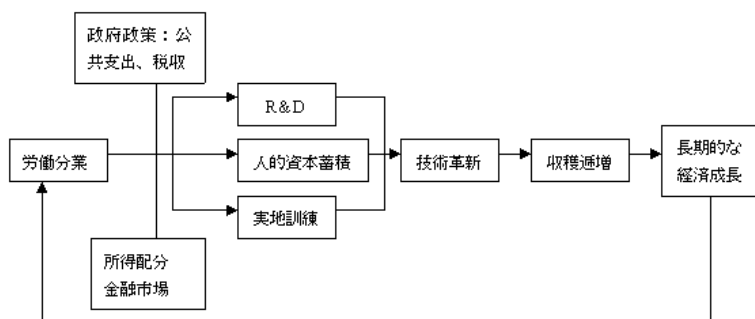 政府政策：公
共支出、税収
R&D
労働分業
人的資本蓄積
技術革新
収穫逓増
長期的な
経済成長
実地訓練
所得配分
金融市場